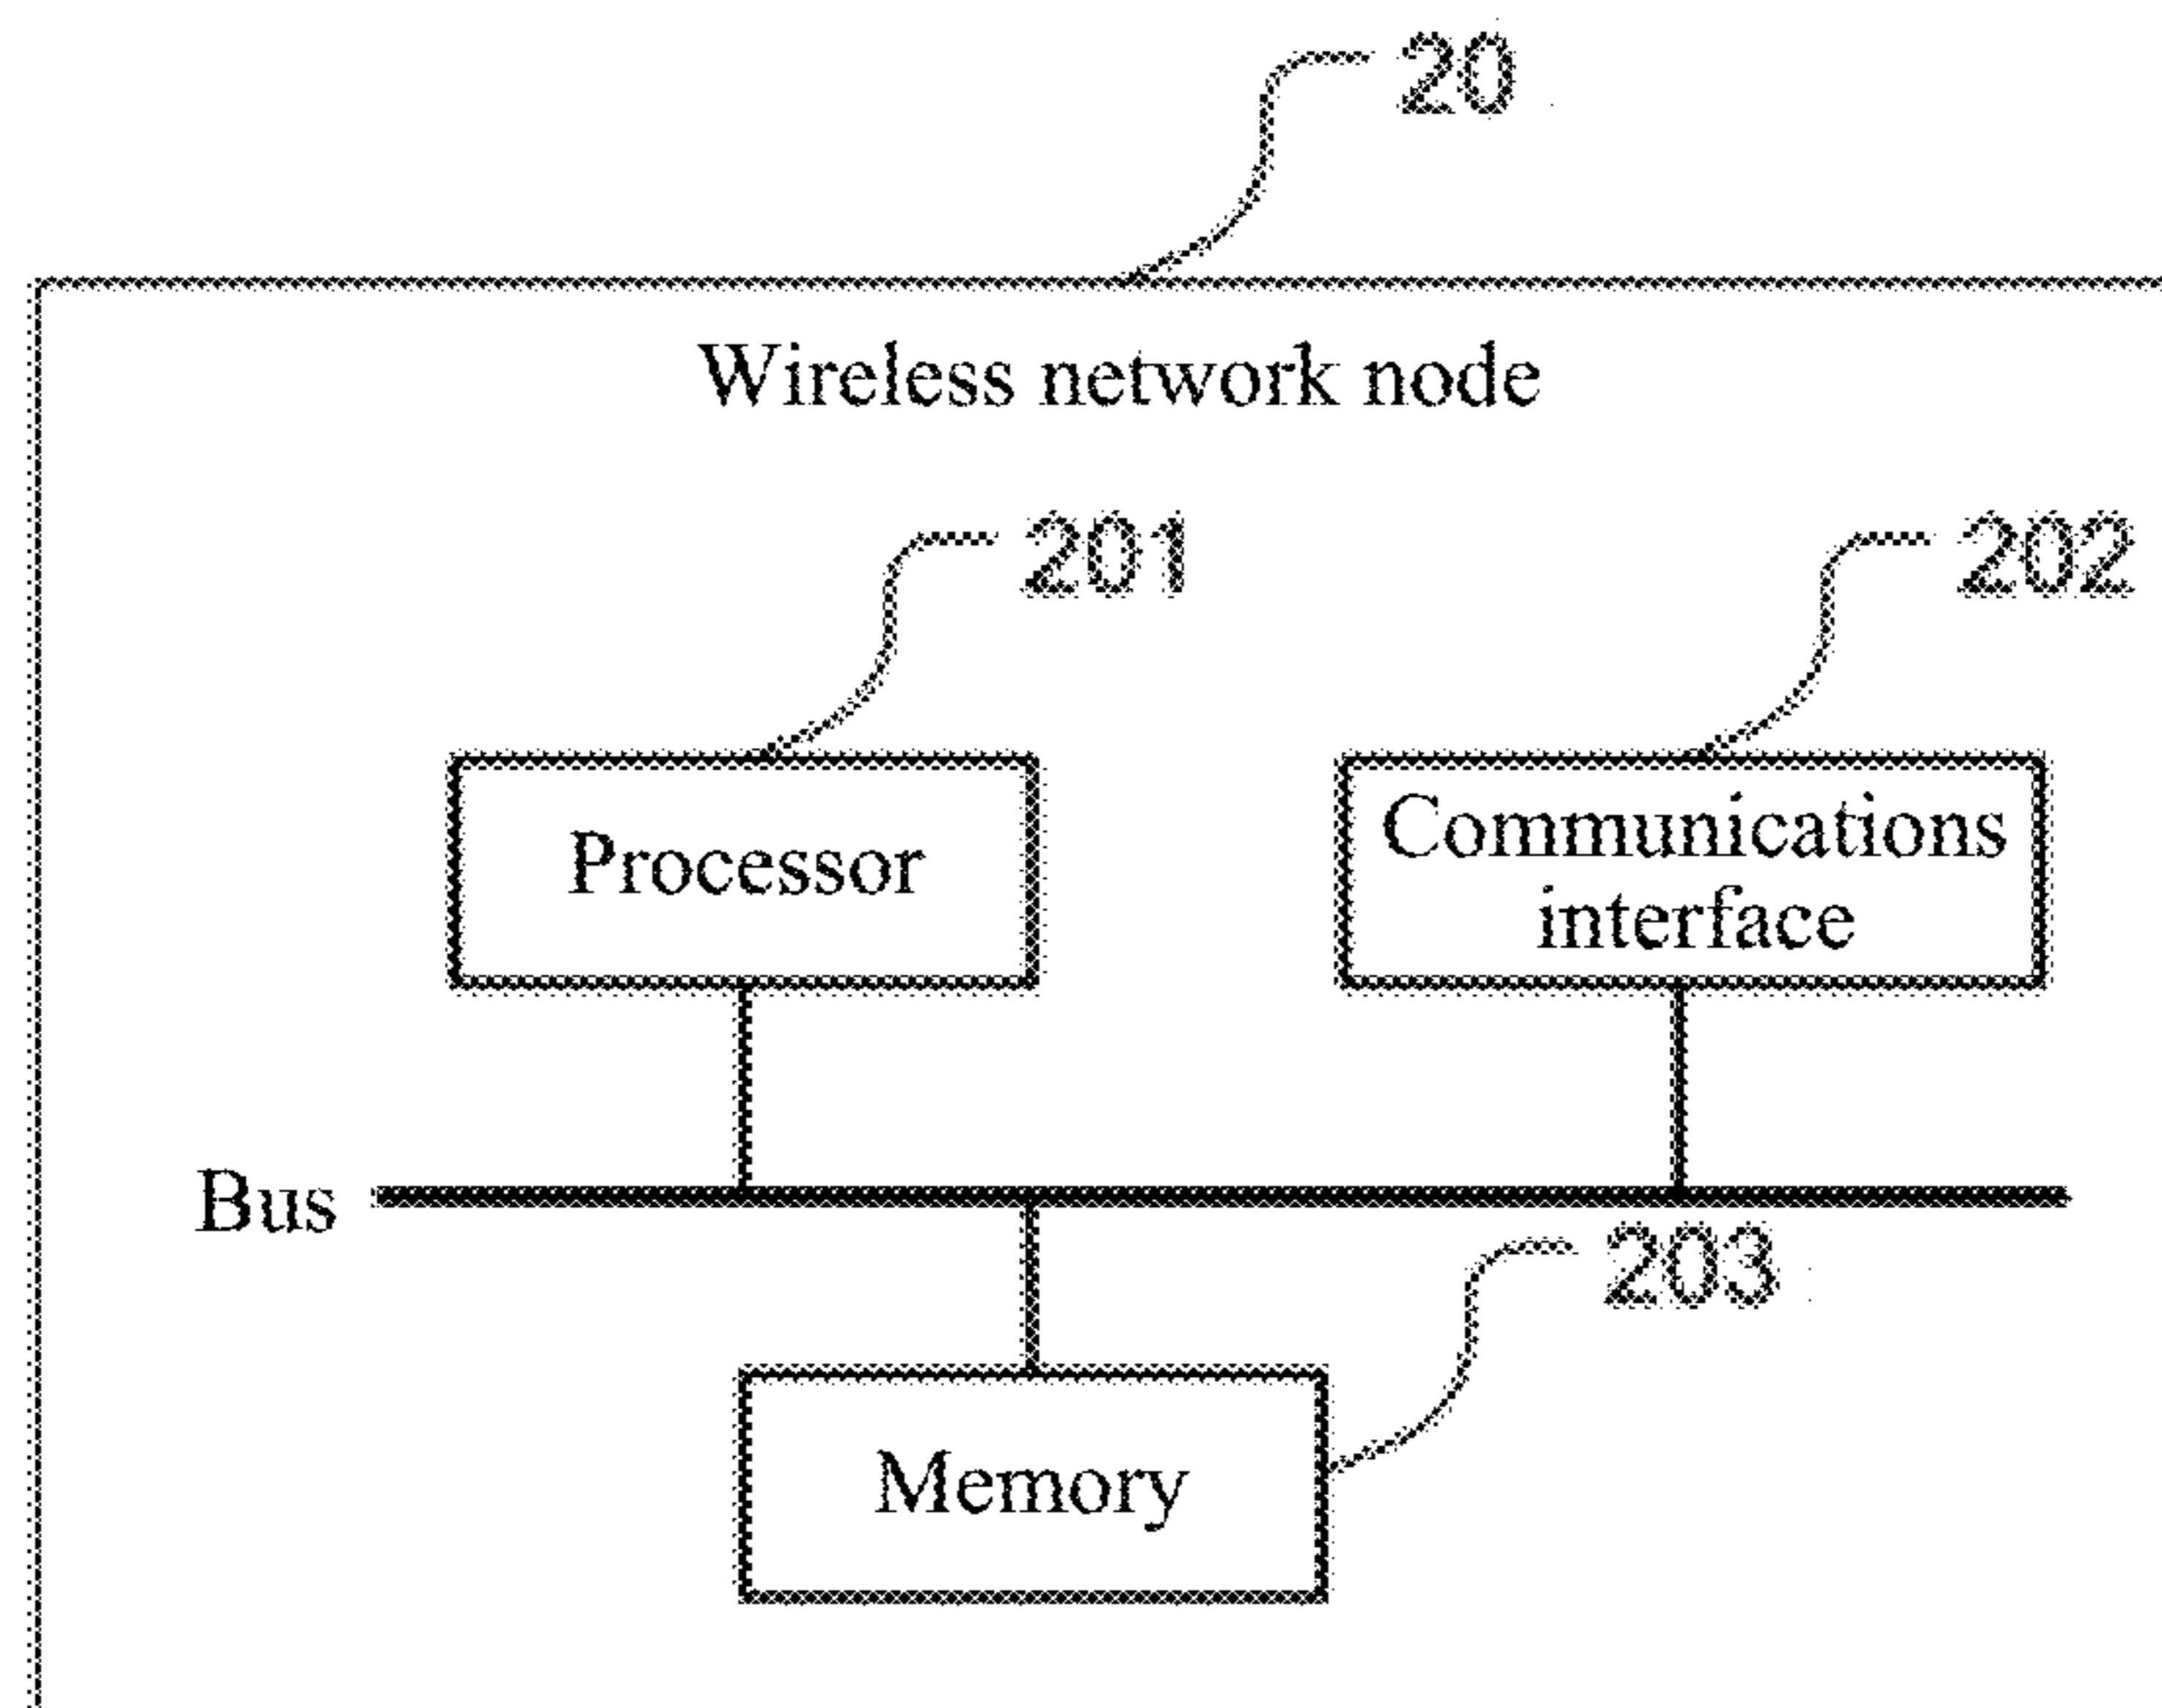 20
Wireless network node
201
202
Processor
Communications
interface
Bus
203
Memory